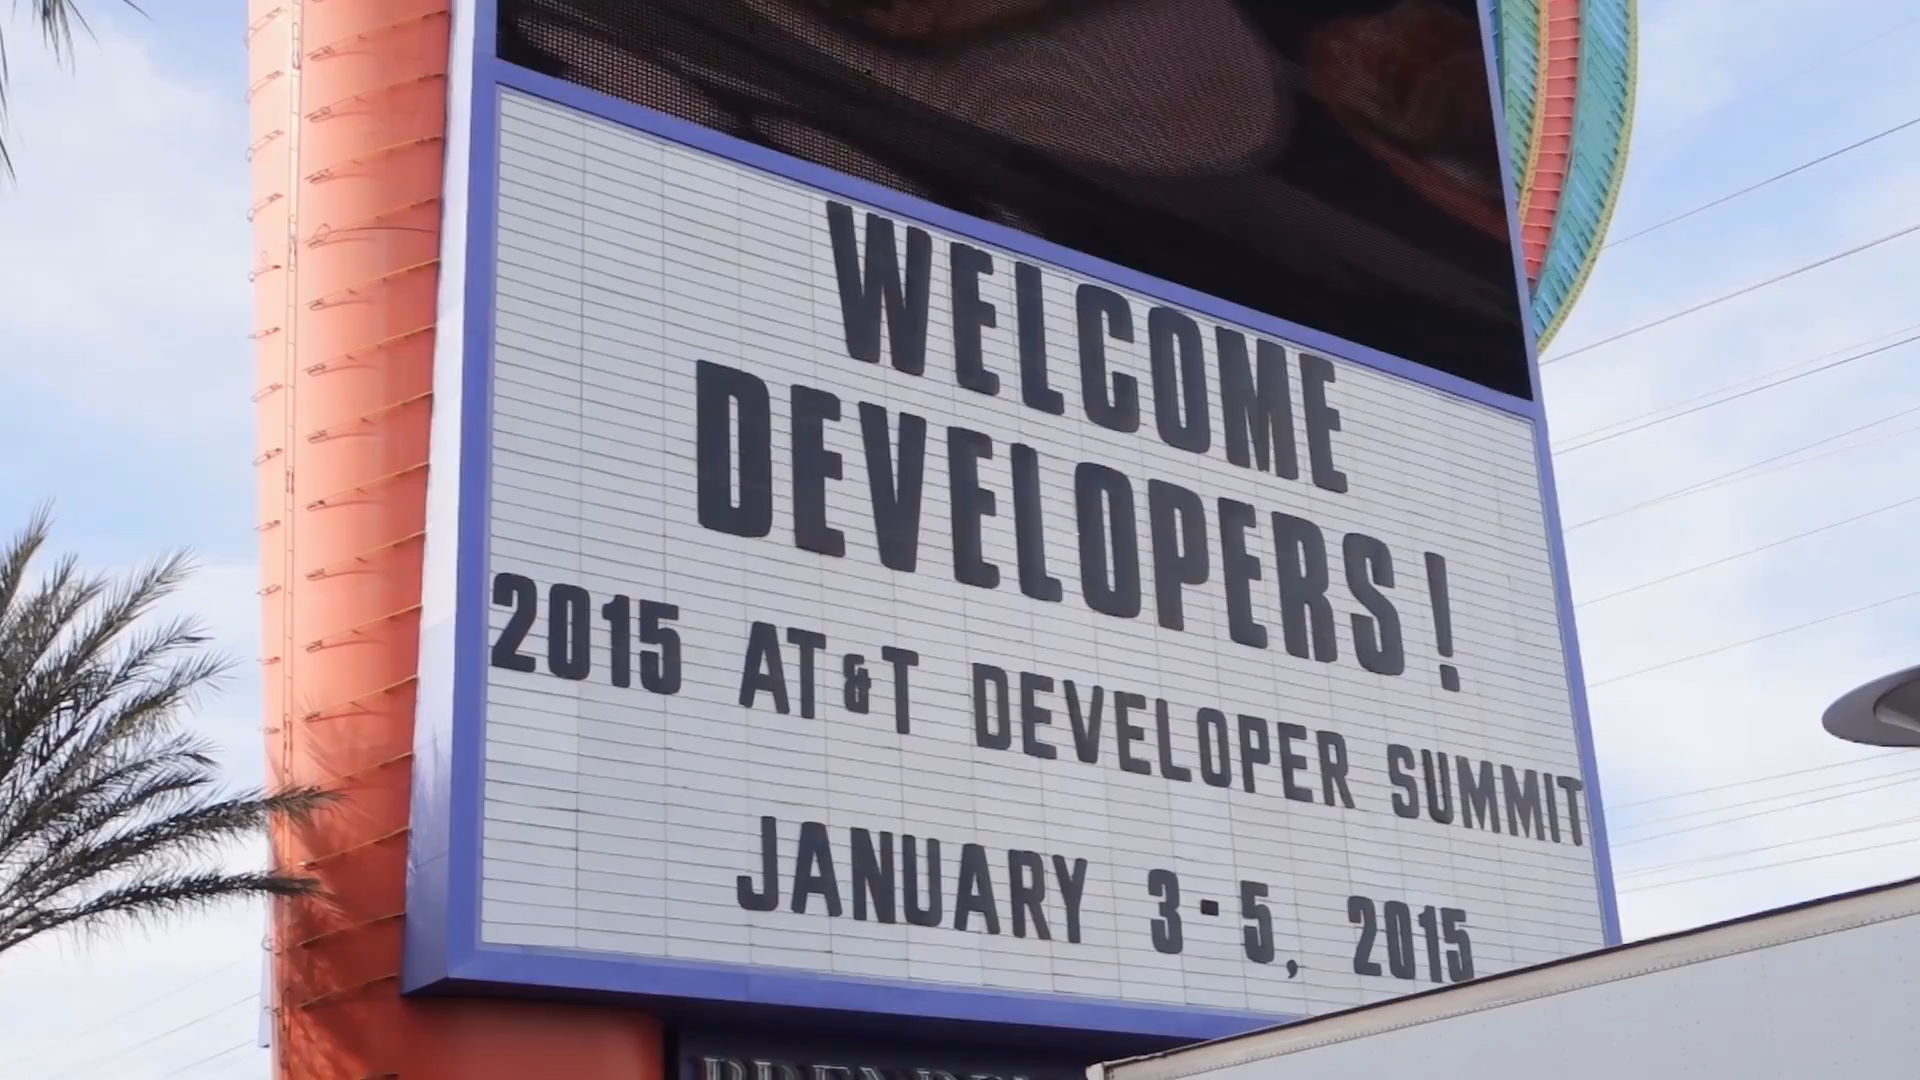 WELCOME
DEVELOPERS!
2015 AT&T DEVELOPER SUMMIT
JANUARY 3-5, 2015